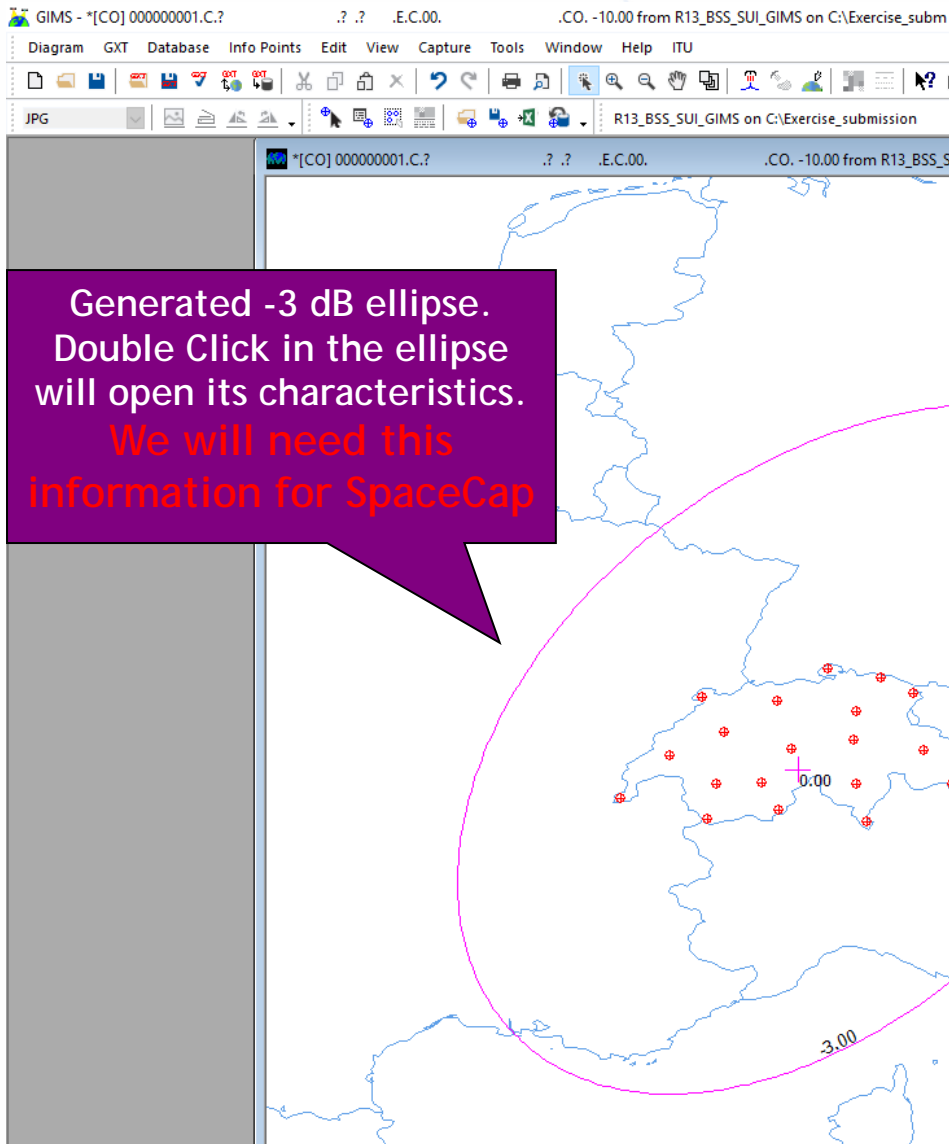 GIMS - *[CO] 000000001.C.? .? .? .E.C.00. .CO. -10.00 from R13_BSS_SUI_GIMS on C:\Exercise_subm
Diagram GXT Database Info Points Edit View Capture Tools Window Help ITU
GXT GXT
JPG R13_BSS_SUI_GIMS on C:\Exercise_submission
*[CO] 000000001.C.? .? .? .E.C.00. .CO. -10.00 from R13_BSS_S
Generated -3 dB ellipse.
Double Click in the ellipse
will open its characteristics.
We will need this
information for SpaceCap
0.00
-3.00